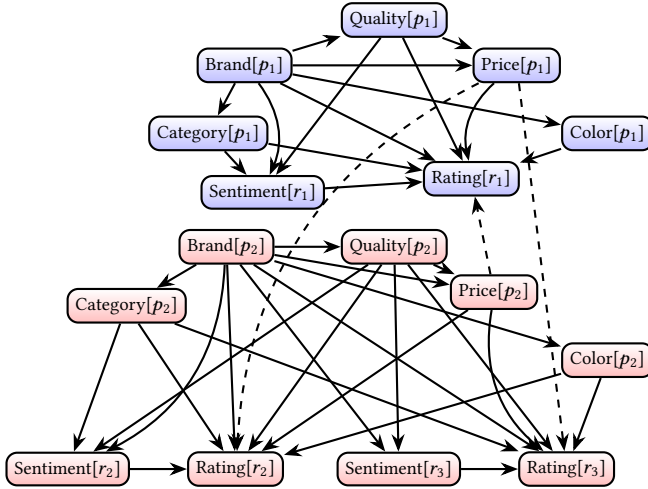 Quality[p₁]
Brand[p₁]
Price[p₁]
Category[p₁]
Color[p₁]
Sentiment[r₁]
Rating[r₁]
Brand[p₂]
Quality[p₂]
Price[p₂]
Category[p₂]
Color[p₂]
Sentiment[r₂]
Rating[r₂]
Sentiment[r₃]
Rating[r₃]